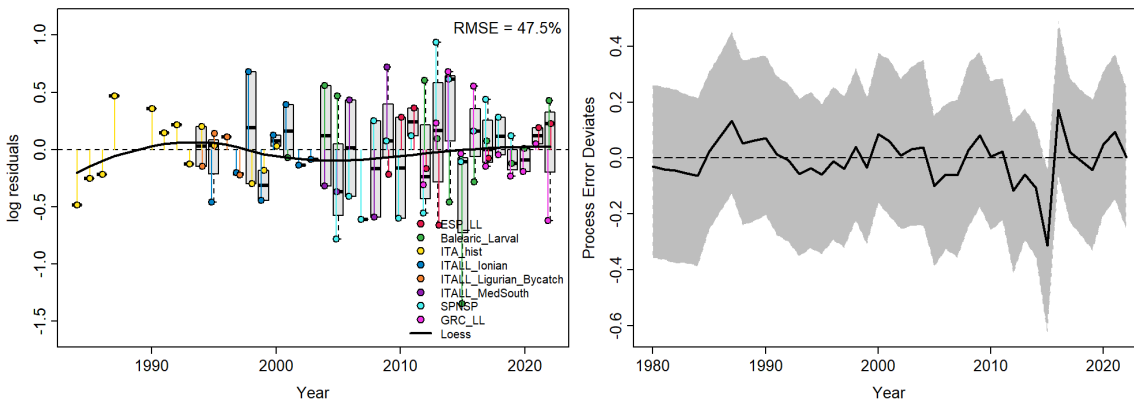 RMSE = 47.5%
log residuals
1.0
0.5
0.0
-0.5
-1.0
-1.5
ESP_LL
Balearic_Larval
ITA_hist
ITALL_Ionian
ITALL_Ligurian_Bycatch
ITALL_MedSouth
SPNSP
GRC_LL
Loess
1990 2000 2010 2020
Year
Process Error Deviates
0.4
0.2
0.0
-0.2
-0.4
-0.6
1980 1990 2000 2010 2020
Year